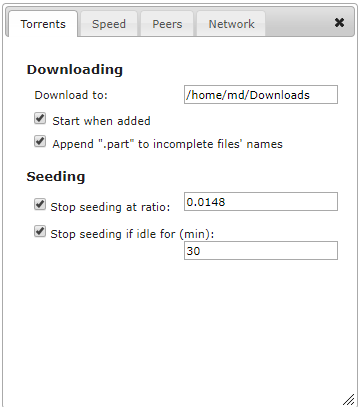 Torrents Speed Peers Network
Downloading
Download to: /home/md/Downloads
Start when added
Append ".part" to incomplete files' names
Seeding
Stop seeding at ratio: 0.0148
Stop seeding if idle for (min):
30